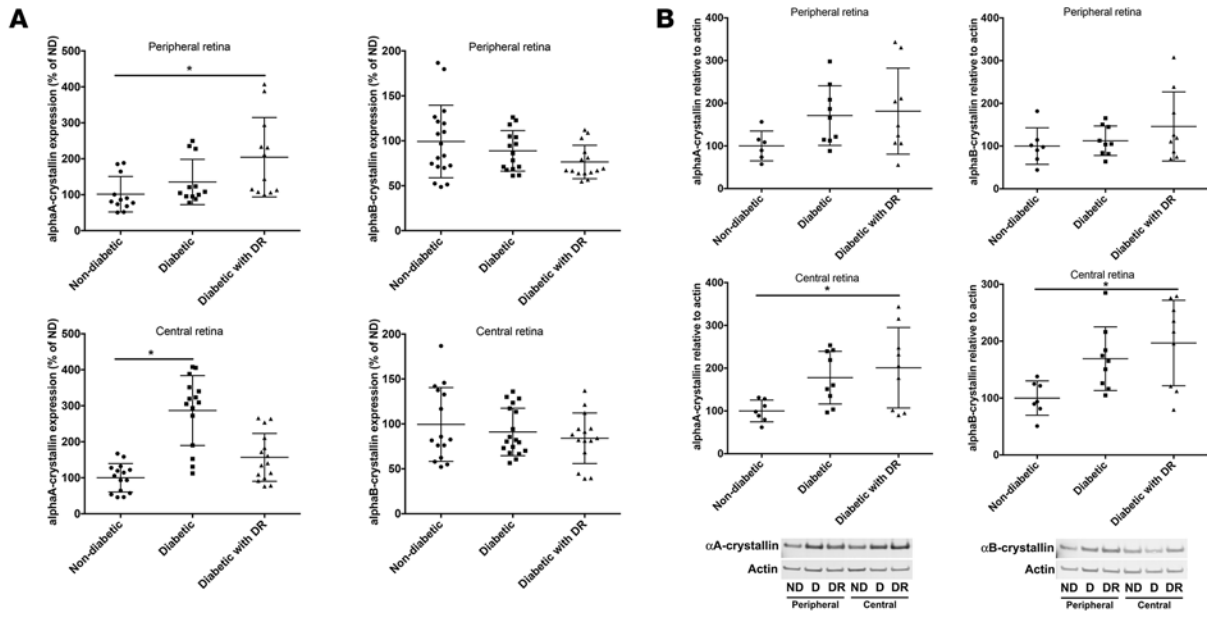 A
Peripheral retina
alphaA-crystallin expression (% of ND)
500
400
300
200
100
0
*
Non-diabetic
Diabetic
Diabetic with DR
Peripheral retina
alphaB-crystallin expression (% of ND)
200
150
100
50
0
Non-diabetic
Diabetic
Diabetic with DR
Central retina
alphaA-crystallin expression (% of ND)
500
400
300
200
100
0
*
Non-diabetic
Diabetic
Diabetic with DR
Central retina
alphaB-crystallin expression (% of ND)
200
150
100
50
0
Non-diabetic
Diabetic
Diabetic with DR
B
Peripheral retina
alphaA-crystallin relative to actin
400
300
200
100
0
Non-diabetic
Diabetic
Diabetic with DR
Peripheral retina
alphaB-crystallin relative to actin
400
300
200
100
0
Non-diabetic
Diabetic
Diabetic with DR
Central retina
alphaA-crystallin relative to actin
400
300
200
100
0
*
Non-diabetic
Diabetic
Diabetic with DR
Central retina
alphaB-crystallin relative to actin
300
200
100
0
*
Non-diabetic
Diabetic
Diabetic with DR
αA-crystallin
Actin
ND D DR ND D DR
Peripheral Central
αB-crystallin
Actin
ND D DR ND D DR
Peripheral Central